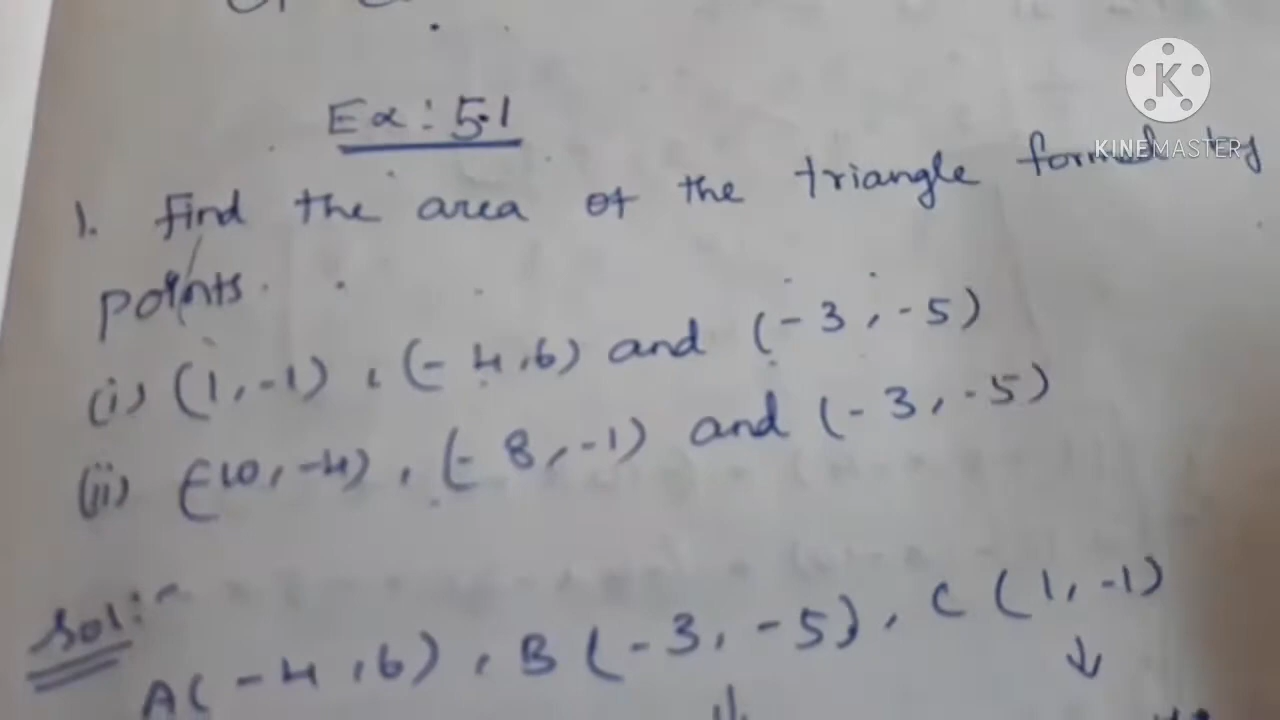 Ex: 5.1
1. Find the area of the triangle formed by
points.
(i) (1, -1), (-4, 6) and (-3, -5)
(ii) (-10, -4), (-8, -1) and (-3, -5)
Sol:-
A(-4, 6), B(-3, -5), C(1, -1)
KINEMASTER